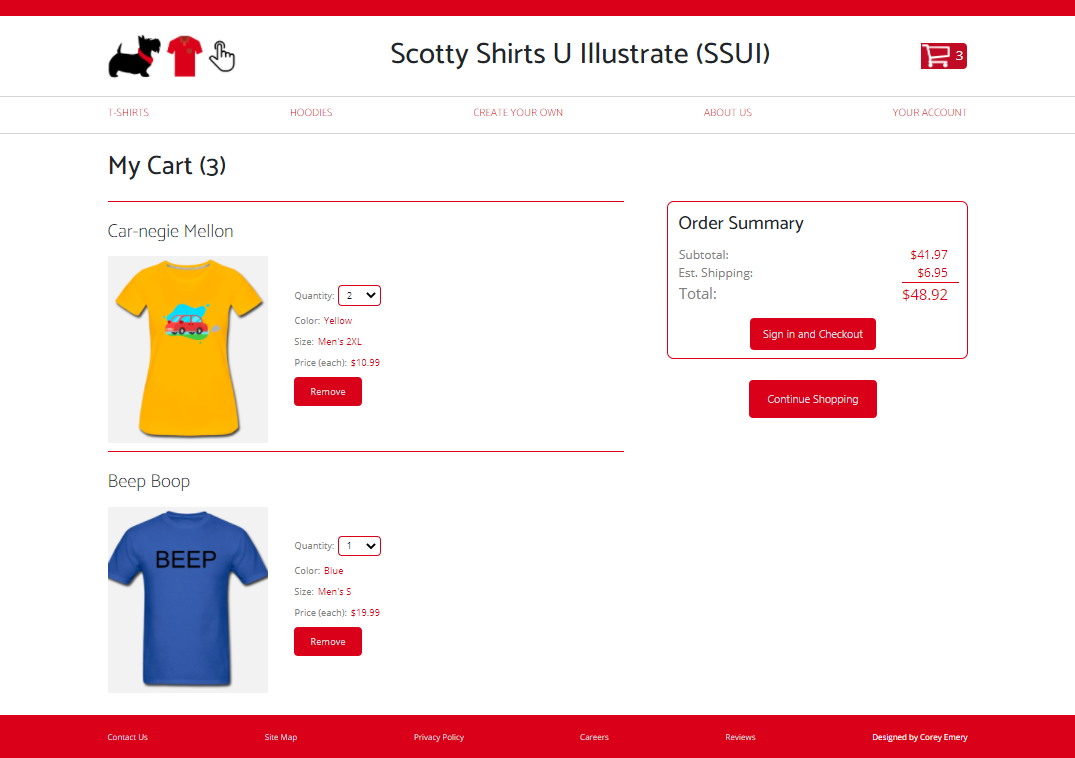 Scotty Shirts U Illustrate (SSUI)
3
T-SHIRTS
HOODIES
CREATE YOUR OWN
ABOUT US
YOUR ACCOUNT
My Cart (3)
Car-negie Mellon
Quantity: 2
Color: Yellow
Size: Men's 2XL
Price (each): $10.99
Remove
Beep Boop
BEEP
Quantity: 1
Color: Blue
Size: Men's S
Price (each): $19.99
Remove
Order Summary
Subtotal: $41.97
Est. Shipping: $6.95
Total: $48.92
Sign in and Checkout
Continue Shopping
Contact Us
Site Map
Privacy Policy
Careers
Reviews
Designed by Corey Emery